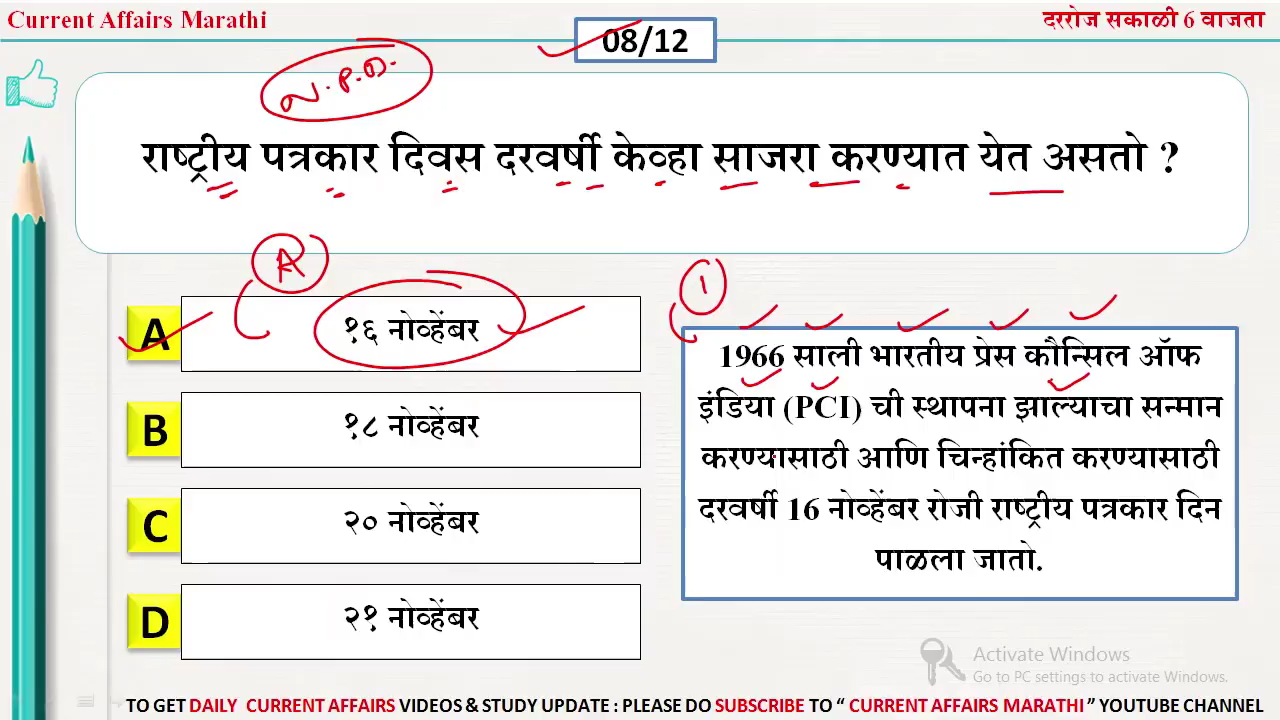 Current Affairs Marathi
दररोज सकाळी 6 वाजता
08/12
N.P.D.
राष्ट्रीय पत्रकार दिवस दरवर्षी केव्हा साजरा करण्यात येत असतो ?
A
A
१६ नोव्हेंबर
B
१८ नोव्हेंबर
C
२० नोव्हेंबर
D
२१ नोव्हेंबर
1
1966 साली भारतीय प्रेस कौन्सिल ऑफ
इंडिया (PCI) ची स्थापना झाल्याचा सन्मान
करण्यासाठी आणि चिन्हांकित करण्यासाठी
दरवर्षी 16 नोव्हेंबर रोजी राष्ट्रीय पत्रकार दिन
पाळला जातो.
Activate Windows
Go to PC settings to activate Windows.
TO GET DAILY CURRENT AFFAIRS VIDEOS & STUDY UPDATE : PLEASE DO SUBSCRIBE TO “ CURRENT AFFAIRS MARATHI ” YOUTUBE CHANNEL